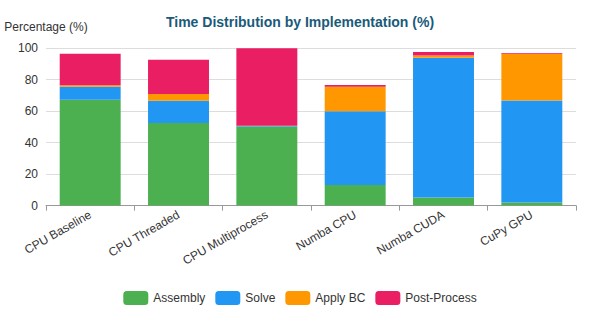 Time Distribution by Implementation (%)
Percentage (%)
100
80
60
40
20
0
CPU Baseline
CPU Threaded
CPU Multiprocess
Numba CPU
Numba CUDA
CuPy GPU
Assembly Solve Apply BC Post-Process